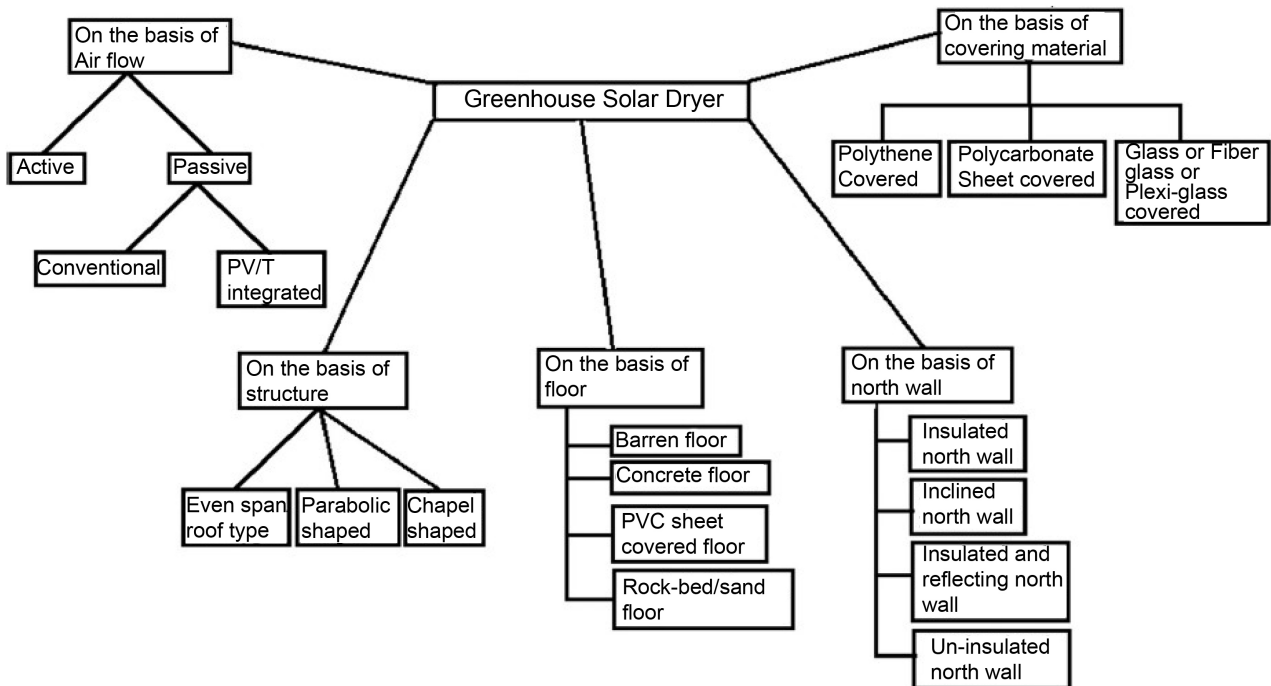 On the basis of
Air flow
On the basis of
covering material
Greenhouse Solar Dryer
Active
Passive
Polythene
Covered
Polycarbonate
Sheet covered
Glass or Fiber
glass or
Plexi-glass
covered
Conventional
PV/T
integrated
On the basis of
structure
On the basis of
floor
On the basis of
north wall
Even span
roof type
Parabolic
shaped
Chapel
shaped
Barren floor
Concrete floor
PVC sheet
covered floor
Rock-bed/sand
floor
Insulated
north wall
Inclined
north wall
Insulated and
reflecting north
wall
Un-insulated
north wall